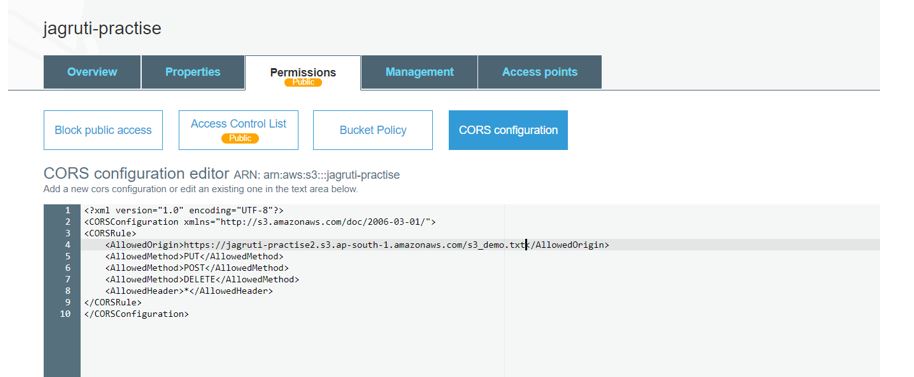 jagruti-practise
Overview Properties Permissions Management Access points
Public
Block public access Access Control List Bucket Policy CORS configuration
Public
CORS configuration editor ARN: arn:aws:s3:::jagruti-practise
Add a new cors configuration or edit an existing one in the text area below.
1 <?xml version="1.0" encoding="UTF-8"?>
2 <CORSConfiguration xmlns="http://s3.amazonaws.com/doc/2006-03-01/">
3 <CORSRule>
4 <AllowedOrigin>https://jagruti-practise2.s3.ap-south-1.amazonaws.com/s3_demo.txt</AllowedOrigin>
5 <AllowedMethod>PUT</AllowedMethod>
6 <AllowedMethod>POST</AllowedMethod>
7 <AllowedMethod>DELETE</AllowedMethod>
8 <AllowedHeader>*</AllowedHeader>
9 </CORSRule>
10 </CORSConfiguration>